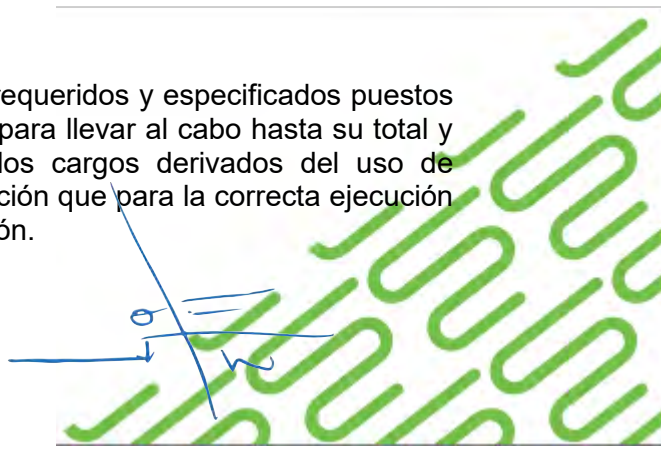 requeridos y especificados puestos
para llevar al cabo hasta su total y
los cargos derivados del uso de
ción que para la correcta ejecución
ón.